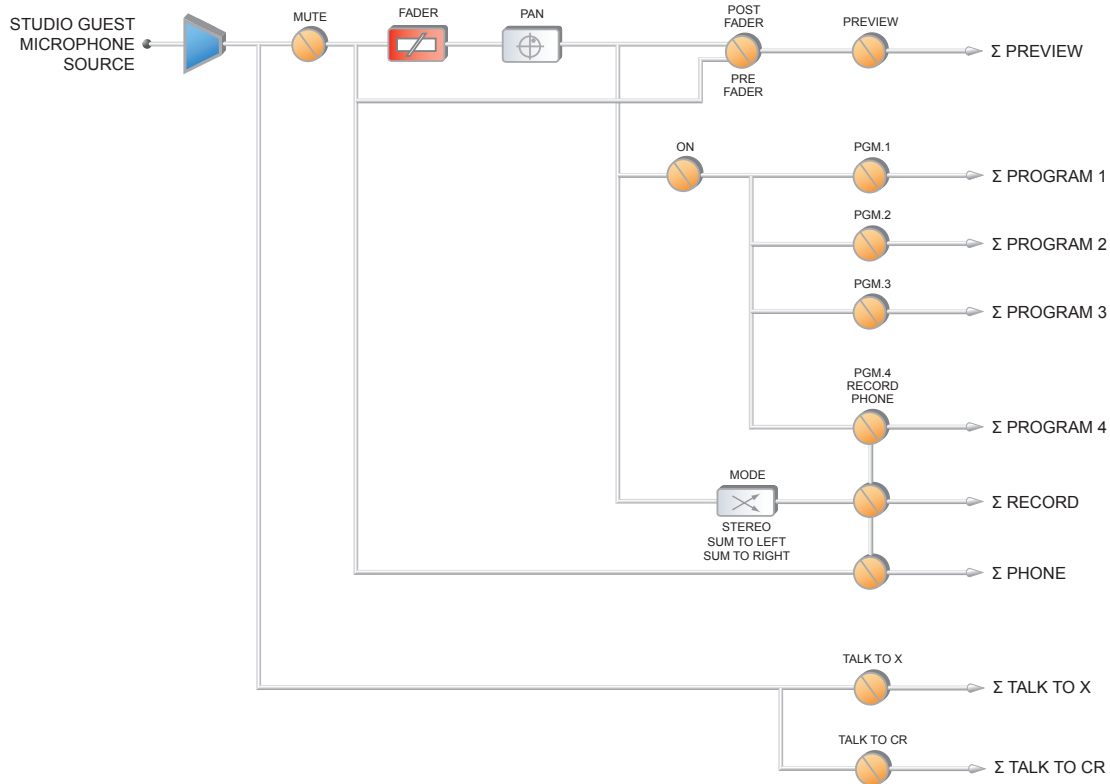 STUDIO GUEST
MICROPHONE
SOURCE
MUTE
FADER
PAN
POST
FADER
PRE
FADER
PREVIEW
Σ PREVIEW
ON
PGM.1
Σ PROGRAM 1
PGM.2
Σ PROGRAM 2
PGM.3
Σ PROGRAM 3
PGM.4
RECORD
PHONE
Σ PROGRAM 4
MODE
STEREO
SUM TO LEFT
SUM TO RIGHT
Σ RECORD
Σ PHONE
TALK TO X
Σ TALK TO X
TALK TO CR
Σ TALK TO CR